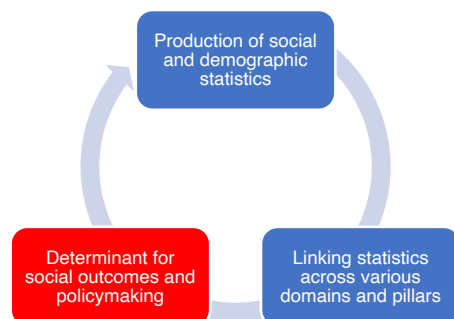 Production of social
and demographic
statistics
Determinant for
social outcomes and
policymaking
Linking statistics
across various
domains and pillars